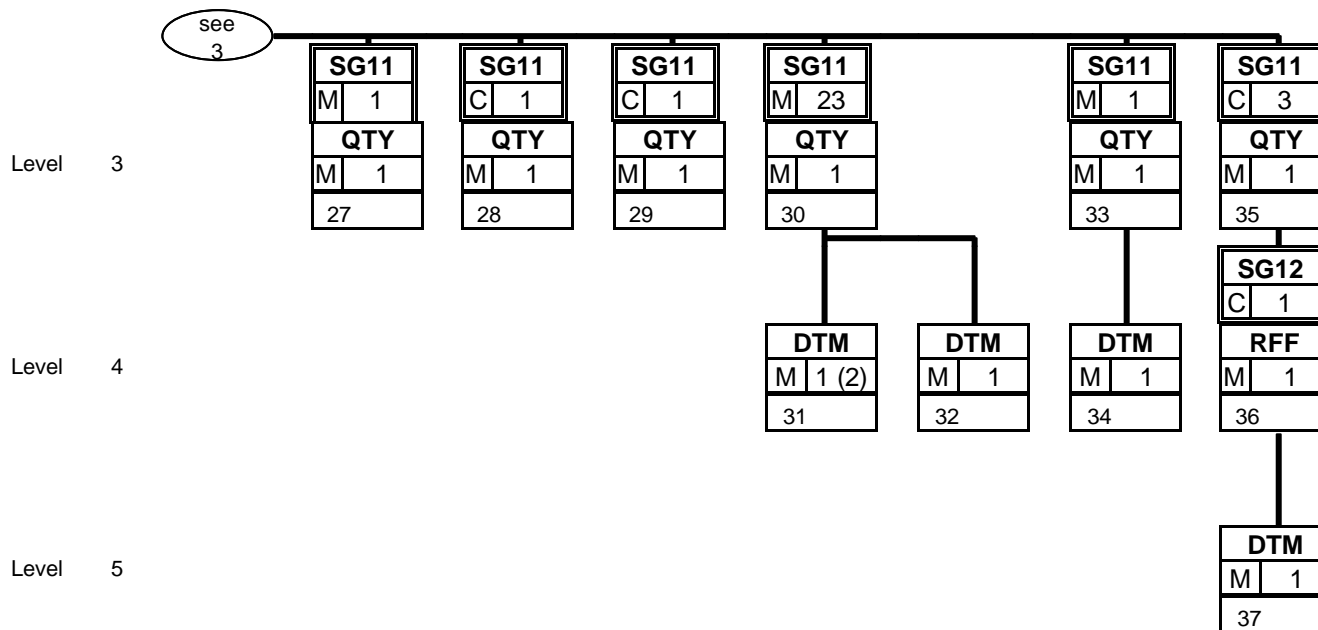 see
3
SG11 SG11 SG11 SG11 SG11 SG11
M 1 C 1 C 1 M 23 M 1 C 3
QTY QTY QTY QTY QTY QTY
Level 3 M 1 M 1 M 1 M 1 M 1 M 1
27 28 29 30 33 35
SG12
C 1
DTM DTM DTM RFF
Level 4 M 1 (2) M 1 M 1 M 1
31 32 34 36
DTM
Level 5 M 1
37